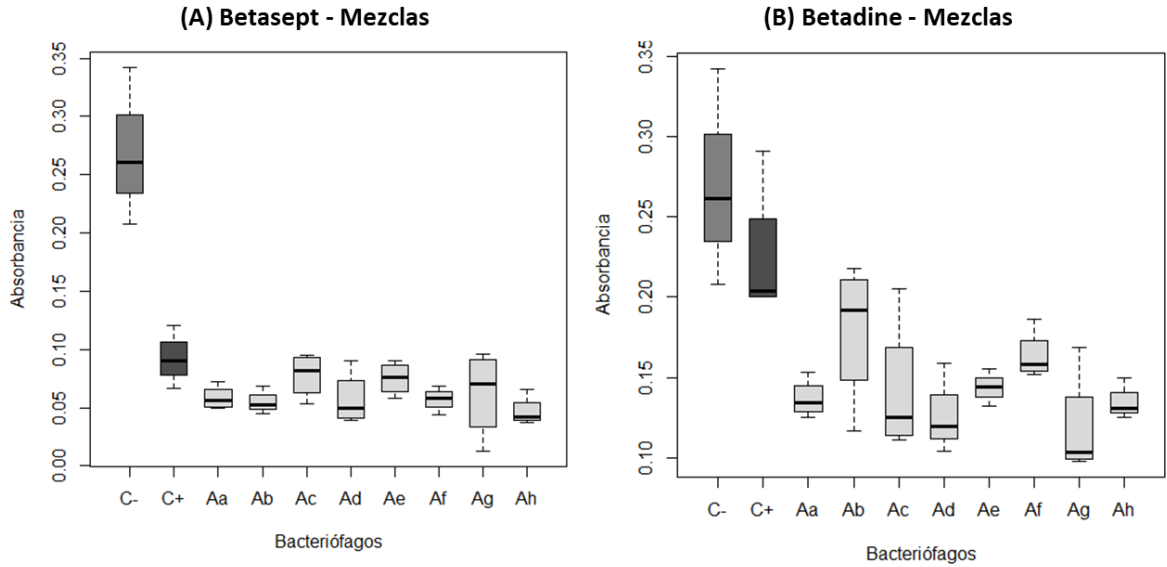 (A) Betasept - Mezclas
Absorbancia
0.35
0.30
0.25
0.20
0.15
0.10
0.05
0.00
C- C+ Aa Ab Ac Ad Ae Af Ag Ah
Bacteriófagos
(B) Betadine - Mezclas
Absorbancia
0.35
0.30
0.25
0.20
0.15
0.10
C- C+ Aa Ab Ac Ad Ae Af Ag Ah
Bacteriófagos